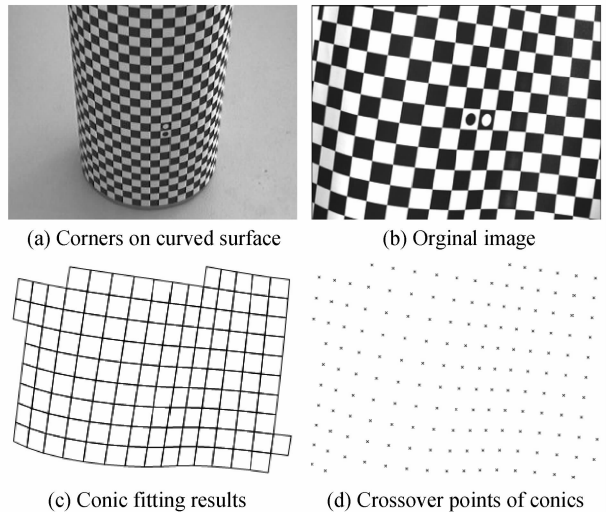 (a) Corners on curved surface
(b) Orginal image
(c) Conic fitting results
(d) Crossover points of conics